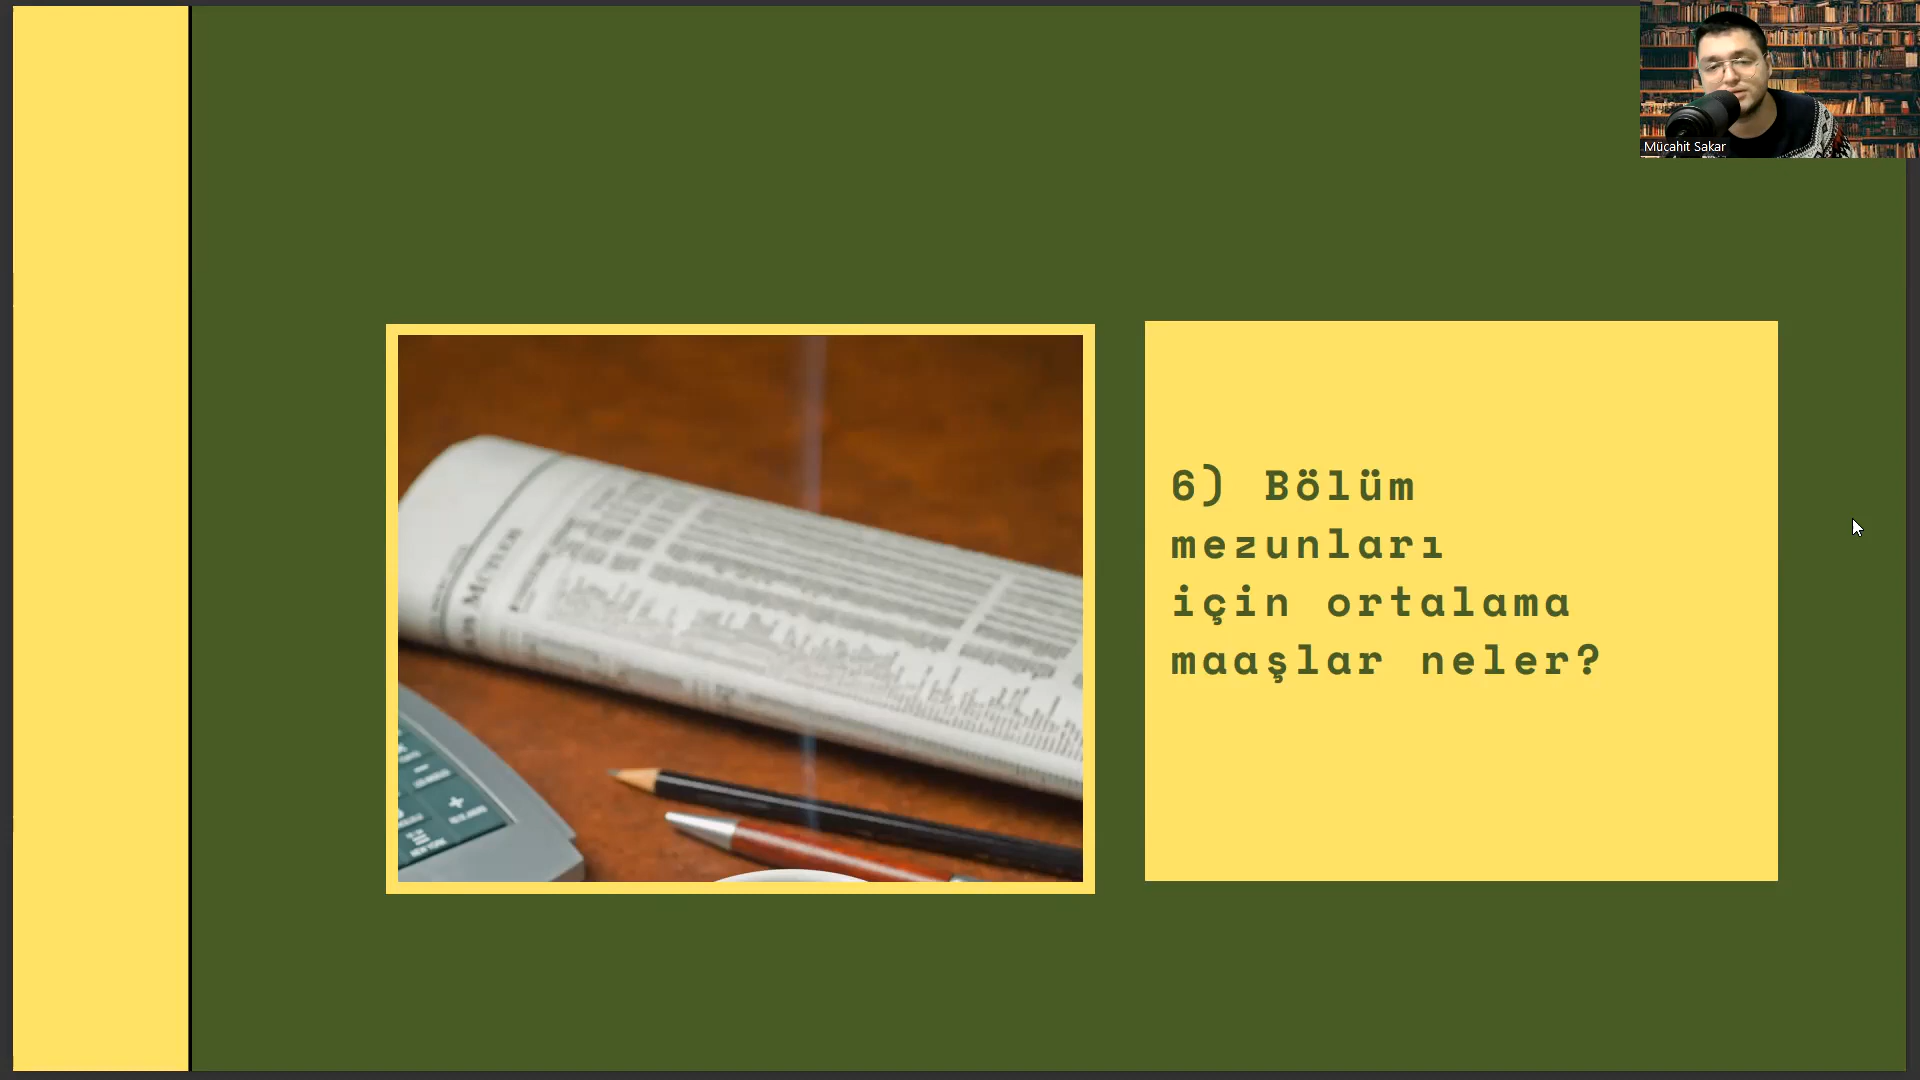 Mücahit Sakar
6) Bölüm
mezunları
için ortalama
maaşlar neler?